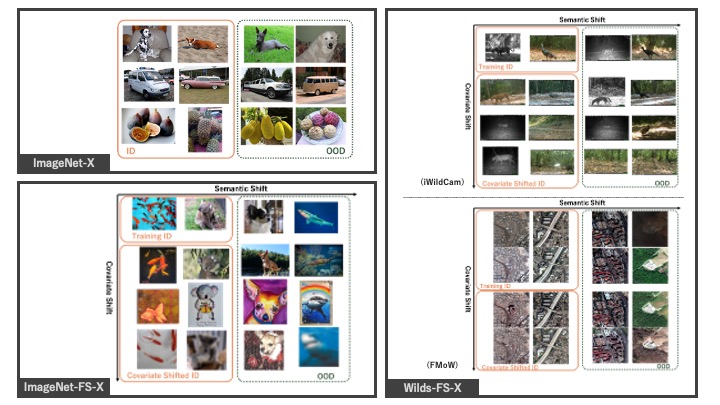 ID
OOD
ImageNet-X
Semantic Shift
Training ID
Covariate Shift
Covariate Shifted ID
OOD
ImageNet-FS-X
Semantic Shift
Training ID
Covariate Shift
Covariate Shifted ID
OOD
(iWildCam)
Semantic Shift
Covariate Shift
Training ID
Covariate Shifted ID
OOD
(FMoW)
Wilds-FS-X